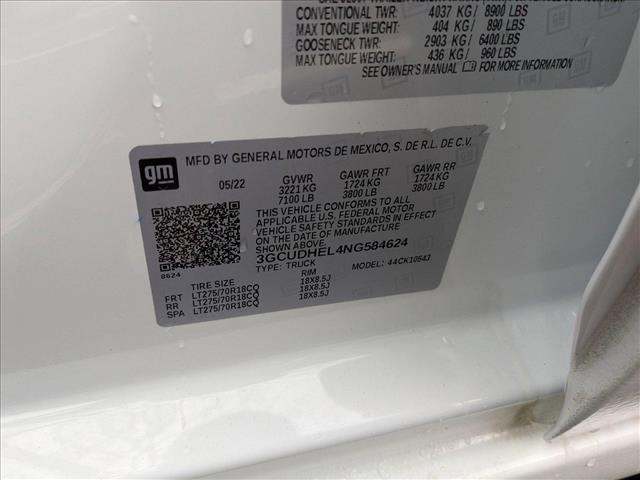 CONVENTIONAL TWR: 4037 KG / 8900 LBS
MAX TONGUE WEIGHT: 404 KG / 890 LBS
GOOSENECK TWR: 2903 KG / 6400 LBS
MAX TONGUE WEIGHT: 436 KG / 960 LBS
SEE OWNER'S MANUAL FOR MORE INFORMATION
gm
MFD BY GENERAL MOTORS DE MEXICO, S. DE R.L. DE C.V.
05/22 GVWR GAWR FRT GAWR RR
3221 KG 1724 KG 1724 KG
7100 LB 3800 LB 3800 LB
THIS VEHICLE CONFORMS TO ALL
APPLICABLE U.S. FEDERAL MOTOR
VEHICLE SAFETY STANDARDS IN EFFECT
ON THE DATE OF MANUFACTURE
SHOWN ABOVE.
3GCUDHEL4NG584624
8624
TYPE: TRUCK MODEL: 44CK10543
TIRE SIZE RIM
FRT LT275/70R18CQ 18X8.5J
RR LT275/70R18CQ 18X8.5J
SPA LT275/70R18CQ 18X8.5J